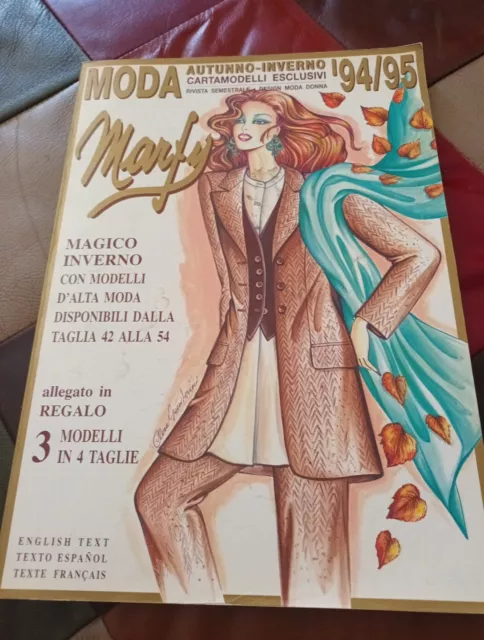 MODA
AUTUNNO-INVERNO
CARTAMODELLI ESCLUSIVI
RIVISTA SEMESTRALE • DESIGN MODA DONNA
'94/95
Marfy
MAGICO
INVERNO
CON MODELLI
D'ALTA MODA
DISPONIBILI DALLA
TAGLIA 42 ALLA 54
allegato in
REGALO
3 MODELLI
IN 4 TAGLIE
ENGLISH TEXT
TEXTO ESPAÑOL
TEXTE FRANÇAIS